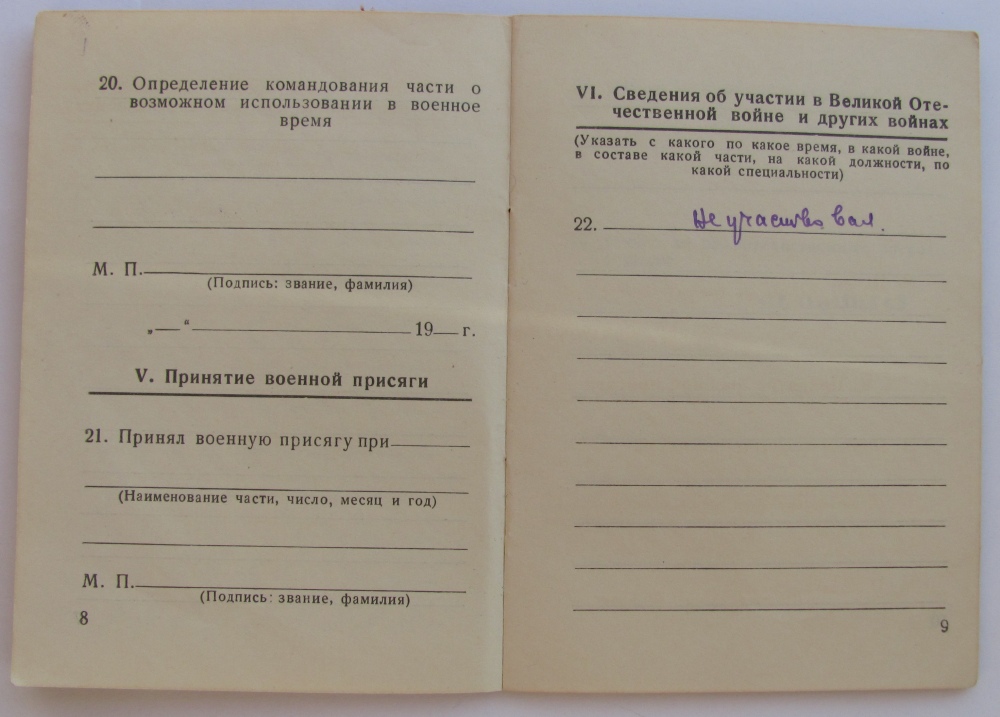 20. Определение командования части о
возможном использовании в военное
время
М. П.
(Подпись: звание, фамилия)
„—“ 19— г.
V. Принятие военной присяги
21. Принял военную присягу при
(Наименование части, число, месяц и год)
М. П.
(Подпись: звание, фамилия)
8
VI. Сведения об участии в Великой Оте-
чественной войне и других войнах
(Указать с какого по какое время, в какой войне,
в составе какой части, на какой должности, по
какой специальности)
22. Не участвовал.
9